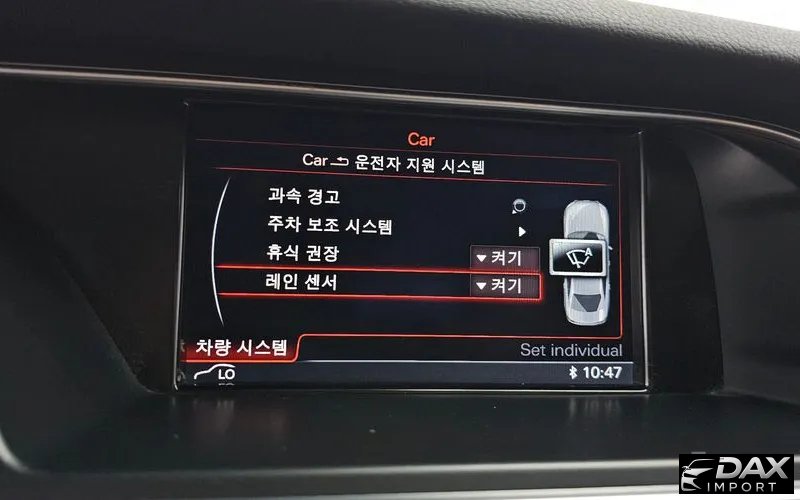 Car
Car 운전자 지원 시스템
과속 경고
주차 보조 시스템
휴식 권장 켜기
레인 센서 켜기
A
차량 시스템 Set individual
LO 10:47
DAX
IMPORT